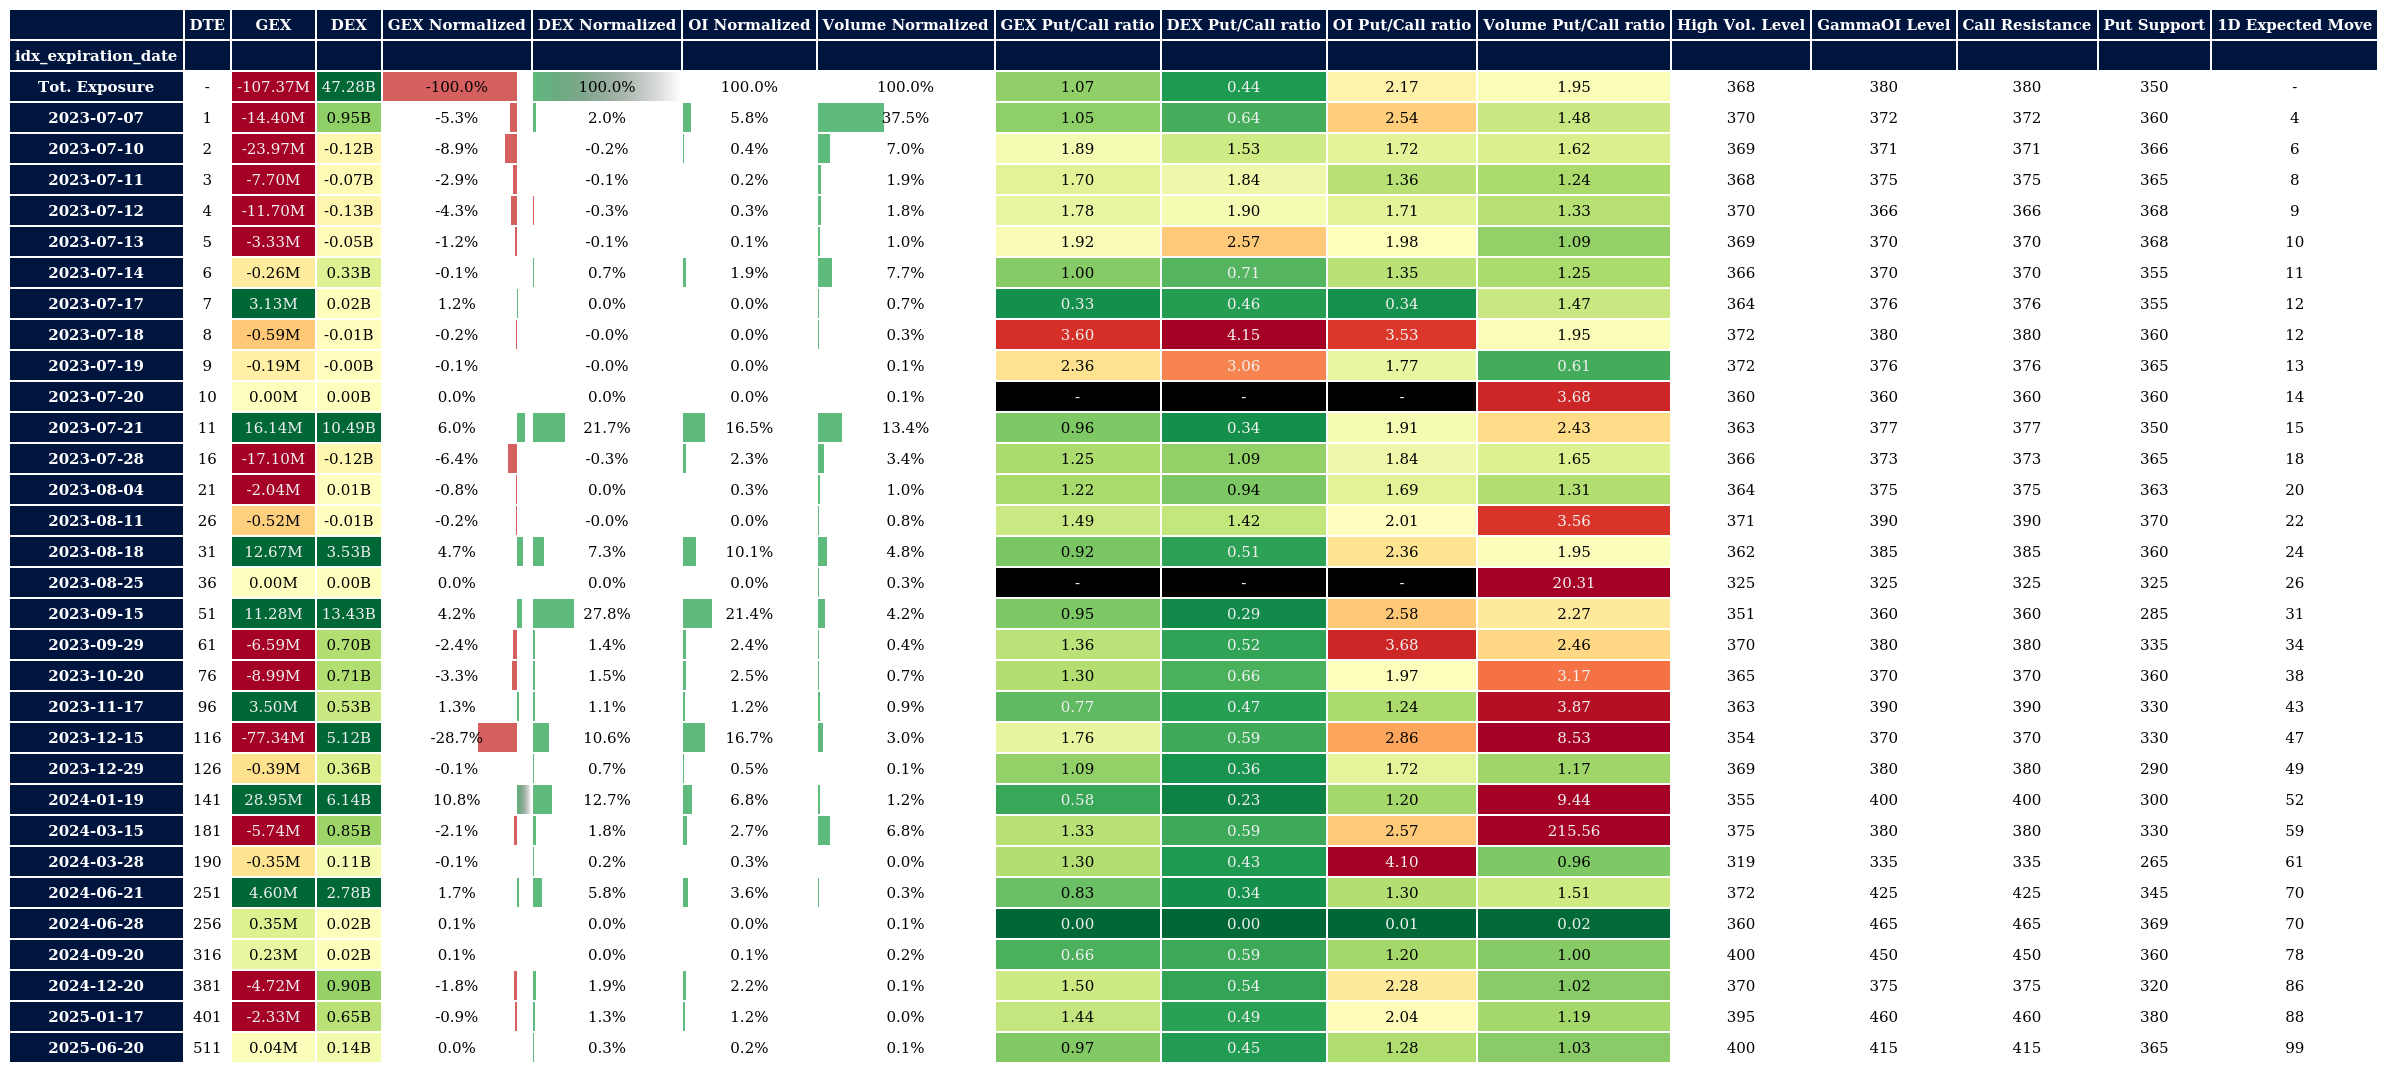 DTE GEX DEX GEX Normalized DEX Normalized OI Normalized Volume Normalized GEX Put/Call ratio DEX Put/Call ratio OI Put/Call ratio Volume Put/Call ratio High Vol. Level GammaOI Level Call Resistance Put Support 1D Expected Move
idx_expiration_date
Tot. Exposure - -107.37M 47.28B -100.0% 100.0% 100.0% 100.0% 1.07 0.44 2.17 1.95 368 380 380 350 -
2023-07-07 1 -14.40M 0.95B -5.3% 2.0% 5.8% 37.5% 1.05 0.64 2.54 1.48 370 372 372 360 4
2023-07-10 2 -23.97M -0.12B -8.9% -0.2% 0.4% 7.0% 1.89 1.53 1.72 1.62 369 371 371 366 6
2023-07-11 3 -7.70M -0.07B -2.9% -0.1% 0.2% 1.9% 1.70 1.84 1.36 1.24 368 375 375 365 8
2023-07-12 4 -11.70M -0.13B -4.3% -0.3% 0.3% 1.8% 1.78 1.90 1.71 1.33 370 366 366 368 9
2023-07-13 5 -3.33M -0.05B -1.2% -0.1% 0.1% 1.0% 1.92 2.57 1.98 1.09 369 370 370 368 10
2023-07-14 6 -0.26M 0.33B -0.1% 0.7% 1.9% 7.7% 1.00 0.71 1.35 1.25 366 370 370 355 11
2023-07-17 7 3.13M 0.02B 1.2% 0.0% 0.0% 0.7% 0.33 0.46 0.34 1.47 364 376 376 355 12
2023-07-18 8 -0.59M -0.01B -0.2% -0.0% 0.0% 0.3% 3.60 4.15 3.53 1.95 372 380 380 360 12
2023-07-19 9 -0.19M -0.00B -0.1% -0.0% 0.0% 0.1% 2.36 3.06 1.77 0.61 372 376 376 365 13
2023-07-20 10 0.00M 0.00B 0.0% 0.0% 0.0% 0.1% - - - 3.68 360 360 360 360 14
2023-07-21 11 16.14M 10.49B 6.0% 21.7% 16.5% 13.4% 0.96 0.34 1.91 2.43 363 377 377 350 15
2023-07-28 16 -17.10M -0.12B -6.4% -0.3% 2.3% 3.4% 1.25 1.09 1.84 1.65 366 373 373 365 18
2023-08-04 21 -2.04M 0.01B -0.8% 0.0% 0.3% 1.0% 1.22 0.94 1.69 1.31 364 375 375 363 20
2023-08-11 26 -0.52M -0.01B -0.2% -0.0% 0.0% 0.8% 1.49 1.42 2.01 3.56 371 390 390 370 22
2023-08-18 31 12.67M 3.53B 4.7% 7.3% 10.1% 4.8% 0.92 0.51 2.36 1.95 362 385 385 360 24
2023-08-25 36 0.00M 0.00B 0.0% 0.0% 0.0% 0.3% - - - 20.31 325 325 325 325 26
2023-09-15 51 11.28M 13.43B 4.2% 27.8% 21.4% 4.2% 0.95 0.29 2.58 2.27 351 360 360 285 31
2023-09-29 61 -6.59M 0.70B -2.4% 1.4% 2.4% 0.4% 1.36 0.52 3.68 2.46 370 380 380 335 34
2023-10-20 76 -8.99M 0.71B -3.3% 1.5% 2.5% 0.7% 1.30 0.66 1.97 3.17 365 370 370 360 38
2023-11-17 96 3.50M 0.53B 1.3% 1.1% 1.2% 0.9% 0.77 0.47 1.24 3.87 363 390 390 330 43
2023-12-15 116 -77.34M 5.12B -28.7% 10.6% 16.7% 3.0% 1.76 0.59 2.86 8.53 354 370 370 330 47
2023-12-29 126 -0.39M 0.36B -0.1% 0.7% 0.5% 0.1% 1.09 0.36 1.72 1.17 369 380 380 290 49
2024-01-19 141 28.95M 6.14B 10.8% 12.7% 6.8% 1.2% 0.58 0.23 1.20 9.44 355 400 400 300 52
2024-03-15 181 -5.74M 0.85B -2.1% 1.8% 2.7% 6.8% 1.33 0.59 2.57 215.56 375 380 380 330 59
2024-03-28 190 -0.35M 0.11B -0.1% 0.2% 0.3% 0.0% 1.30 0.43 4.10 0.96 319 335 335 265 61
2024-06-21 251 4.60M 2.78B 1.7% 5.8% 3.6% 0.3% 0.83 0.34 1.30 1.51 372 425 425 345 70
2024-06-28 256 0.35M 0.02B 0.1% 0.0% 0.0% 0.1% 0.00 0.00 0.01 0.02 360 465 465 369 70
2024-09-20 316 0.23M 0.02B 0.1% 0.0% 0.1% 0.2% 0.66 0.59 1.20 1.00 400 450 450 360 78
2024-12-20 381 -4.72M 0.90B -1.8% 1.9% 2.2% 0.1% 1.50 0.54 2.28 1.02 370 375 375 320 86
2025-01-17 401 -2.33M 0.65B -0.9% 1.3% 1.2% 0.0% 1.44 0.49 2.04 1.19 395 460 460 380 88
2025-06-20 511 0.04M 0.14B 0.0% 0.3% 0.2% 0.1% 0.97 0.45 1.28 1.03 400 415 415 365 99